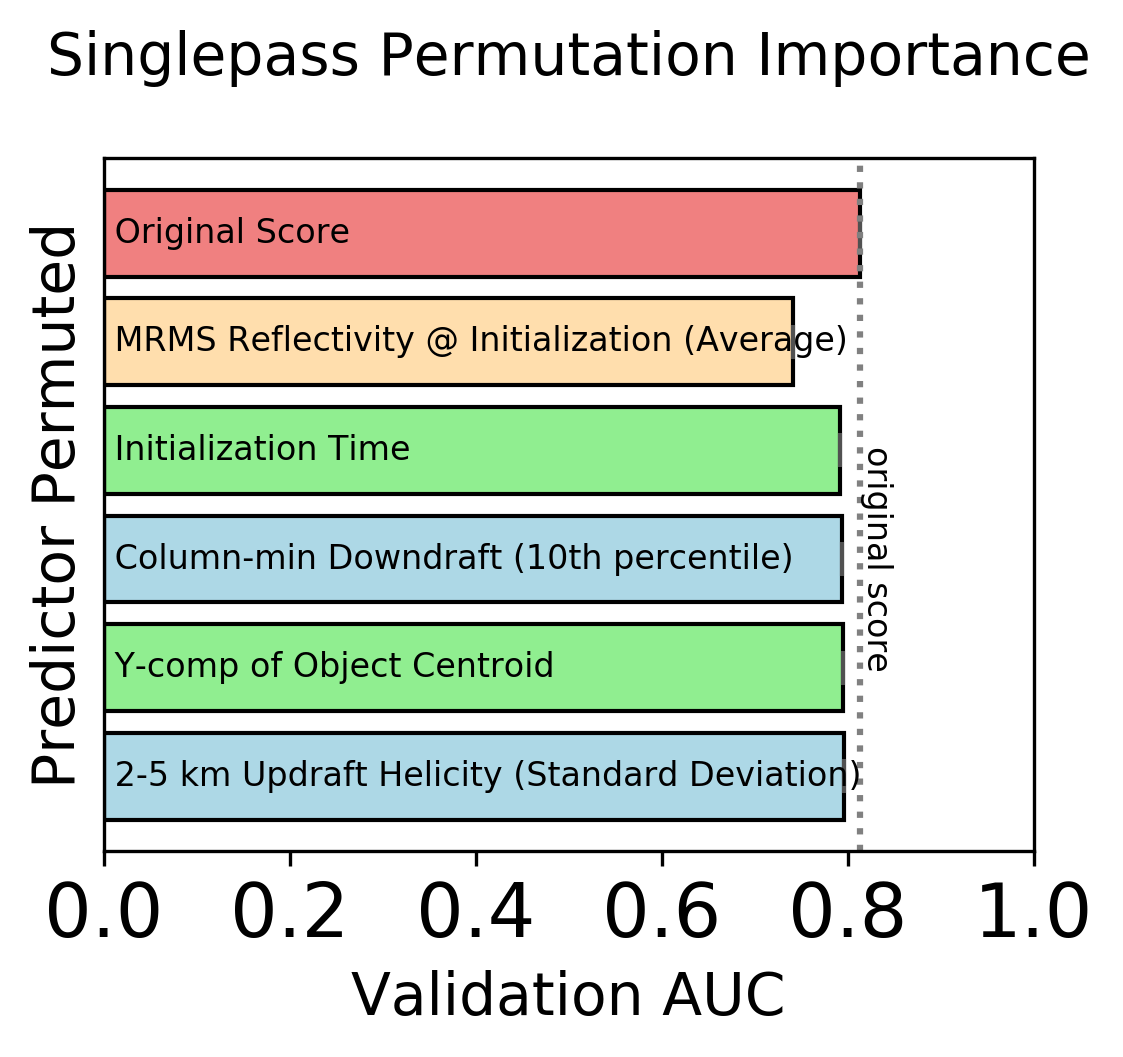 Singlepass Permutation Importance
Predictor Permuted
Original Score
MRMS Reflectivity @ Initialization (Average)
Initialization Time
Column-min Downdraft (10th percentile)
Y-comp of Object Centroid
2-5 km Updraft Helicity (Standard Deviation)
original score
0.0 0.2 0.4 0.6 0.8 1.0
Validation AUC